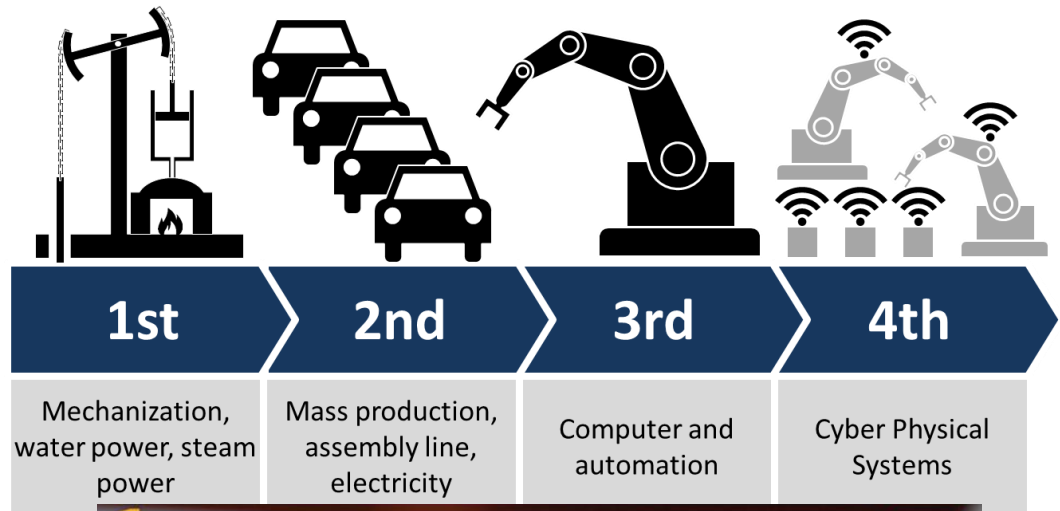 1st
2nd
3rd
4th
Mechanization,
water power, steam
power
Mass production,
assembly line,
electricity
Computer and
automation
Cyber Physical
Systems